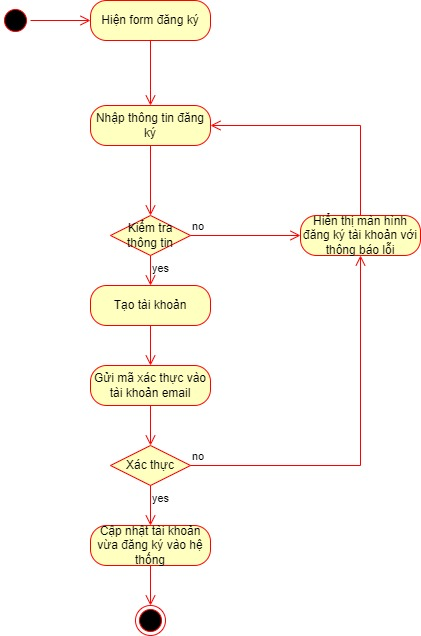 Hiện form đăng ký
Nhập thông tin đăng
ký
Kiểm tra
thông tin
no
Hiển thị màn hình
đăng ký tài khoản với
thông báo lỗi
yes
Tạo tài khoản
Gửi mã xác thực vào
tài khoản email
Xác thực
no
yes
Cập nhật tài khoản
vừa đăng ký vào hệ
thống